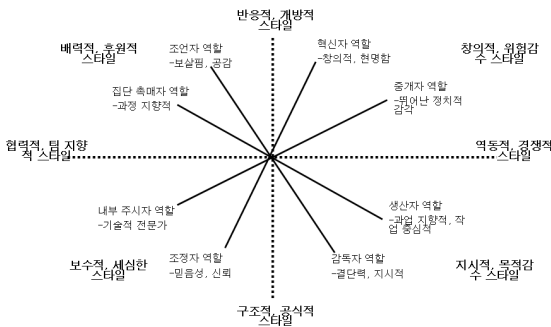 반응적, 개방적
스타일
배력적, 후원적
스타일
조언자 역할
-보살핌, 공감
혁신자 역할
-창의적, 현명함
창의적, 위험감
수 스타일
집단 촉매자 역할
-과정 지향적
중개자 역할
-뛰어난 정치적
감각
협력적, 팀 지향
적 스타일
역동적, 경쟁적
스타일
내부 주시자 역할
-기술적 전문가
생산자 역할
-과업 지향적, 작
업 중심적
보수적, 세심한
스타일
조정자 역할
-믿음성, 신뢰
감독자 역할
-결단력, 지시적
지시적, 목적감
수 스타일
구조적, 공식적
스타일